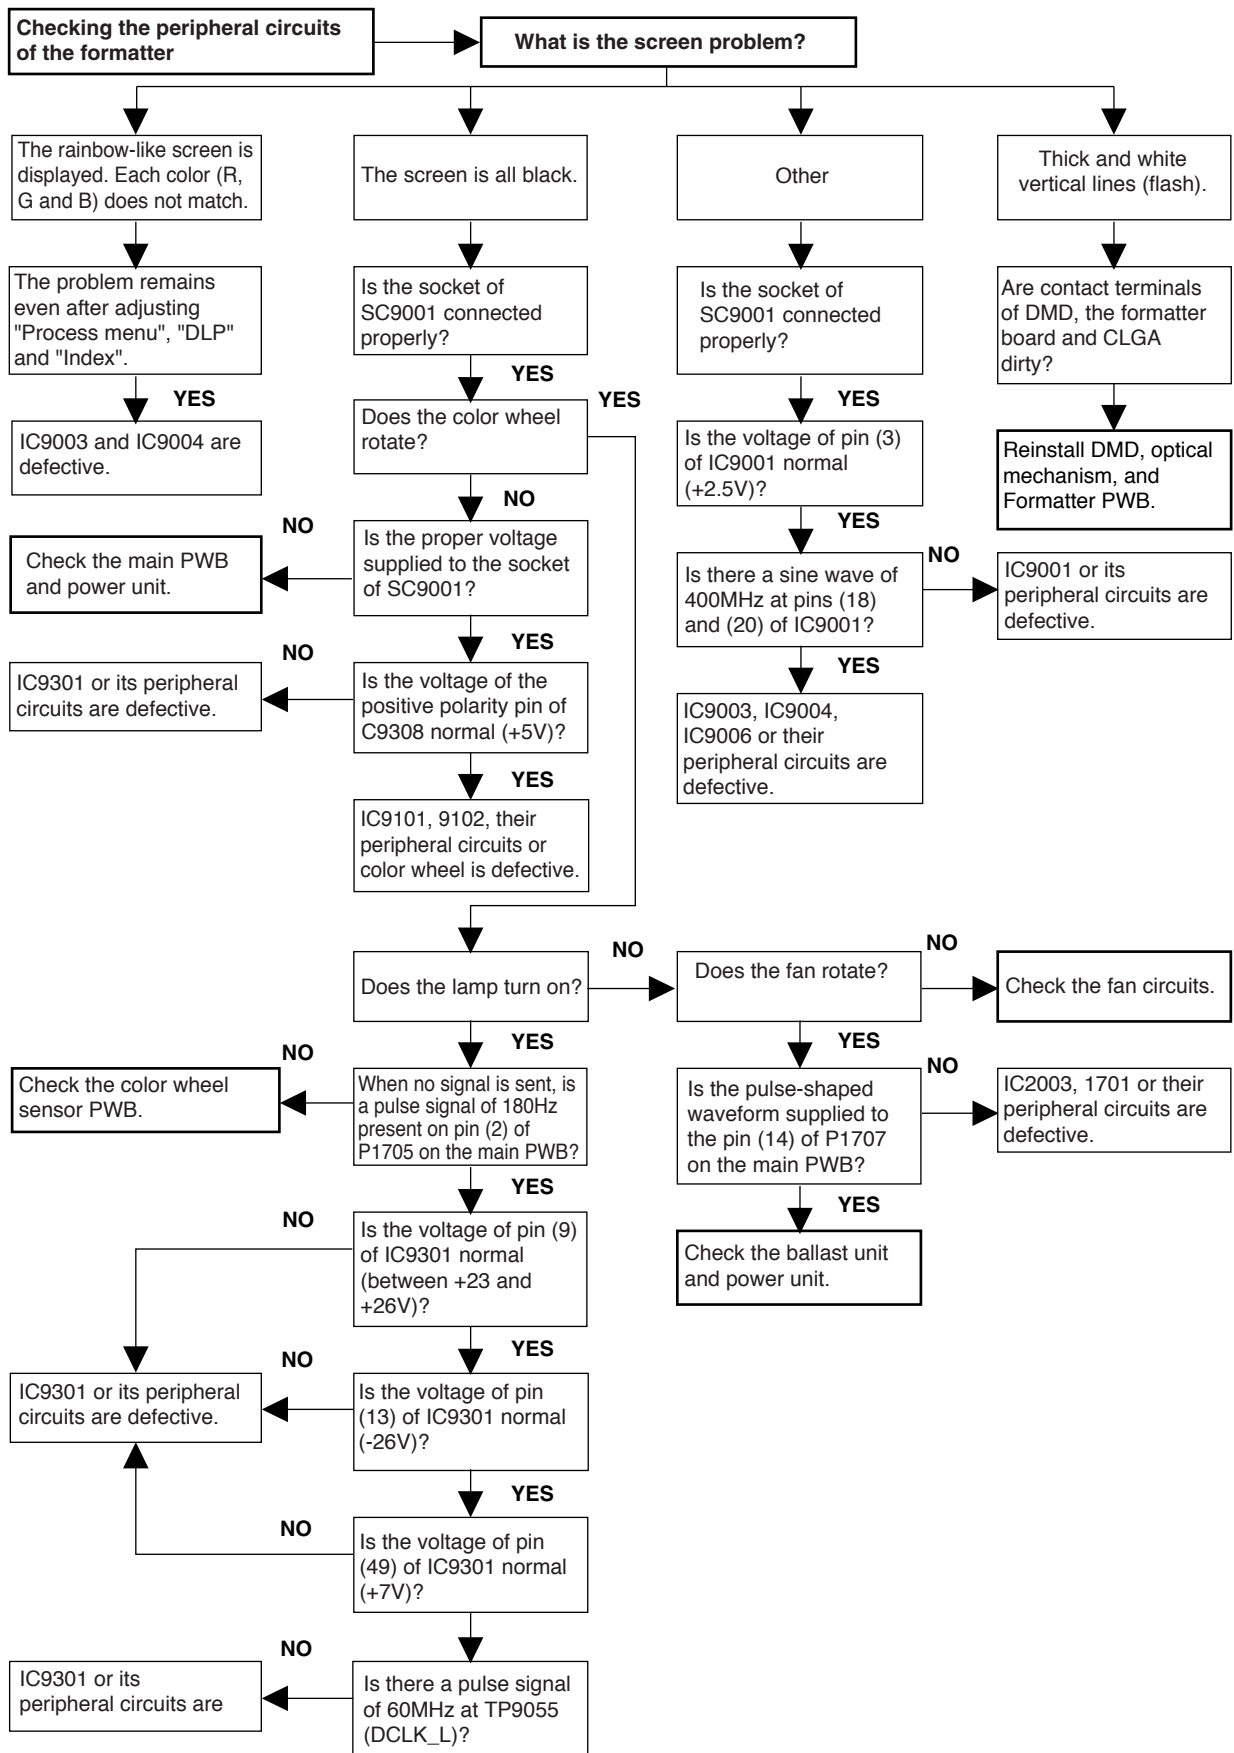 Checking the peripheral circuits
of the formatter
What is the screen problem?
The rainbow-like screen is
displayed. Each color (R,
G and B) does not match.
The screen is all black.
Other
Thick and white
vertical lines (flash).
The problem remains
even after adjusting
"Process menu", "DLP"
and "Index".
Is the socket of
SC9001 connected
properly?
Is the socket of
SC9001 connected
properly?
Are contact terminals
of DMD, the formatter
board and CLGA
dirty?
YES
YES
YES
YES
IC9003 and IC9004 are
defective.
Does the color wheel
rotate?
Is the voltage of pin (3)
of IC9001 normal
(+2.5V)?
Reinstall DMD, optical
mechanism, and
Formatter PWB.
NO
NO
YES
Check the main PWB
and power unit.
Is the proper voltage
supplied to the socket
of SC9001?
Is there a sine wave of
400MHz at pins (18)
and (20) of IC9001?
NO
IC9001 or its
peripheral circuits are
defective.
NO
YES
YES
IC9301 or its peripheral
circuits are defective.
Is the voltage of the
positive polarity pin of
C9308 normal (+5V)?
IC9003, IC9004,
IC9006 or their
peripheral circuits are
defective.
YES
IC9101, 9102, their
peripheral circuits or
color wheel is defective.
Does the lamp turn on?
NO
Does the fan rotate?
NO
Check the fan circuits.
NO
YES
YES
NO
Check the color wheel
sensor PWB.
When no signal is sent, is
a pulse signal of 180Hz
present on pin (2) of
P1705 on the main PWB?
Is the pulse-shaped
waveform supplied to
the pin (14) of P1707
on the main PWB?
IC2003, 1701 or their
peripheral circuits are
defective.
YES
YES
NO
Is the voltage of pin (9)
of IC9301 normal
(between +23 and
+26V)?
Check the ballast unit
and power unit.
YES
NO
IC9301 or its peripheral
circuits are defective.
Is the voltage of pin
(13) of IC9301 normal
(-26V)?
YES
NO
Is the voltage of pin
(49) of IC9301 normal
(+7V)?
NO
IC9301 or its
peripheral circuits are
Is there a pulse signal
of 60MHz at TP9055
(DCLK_L)?